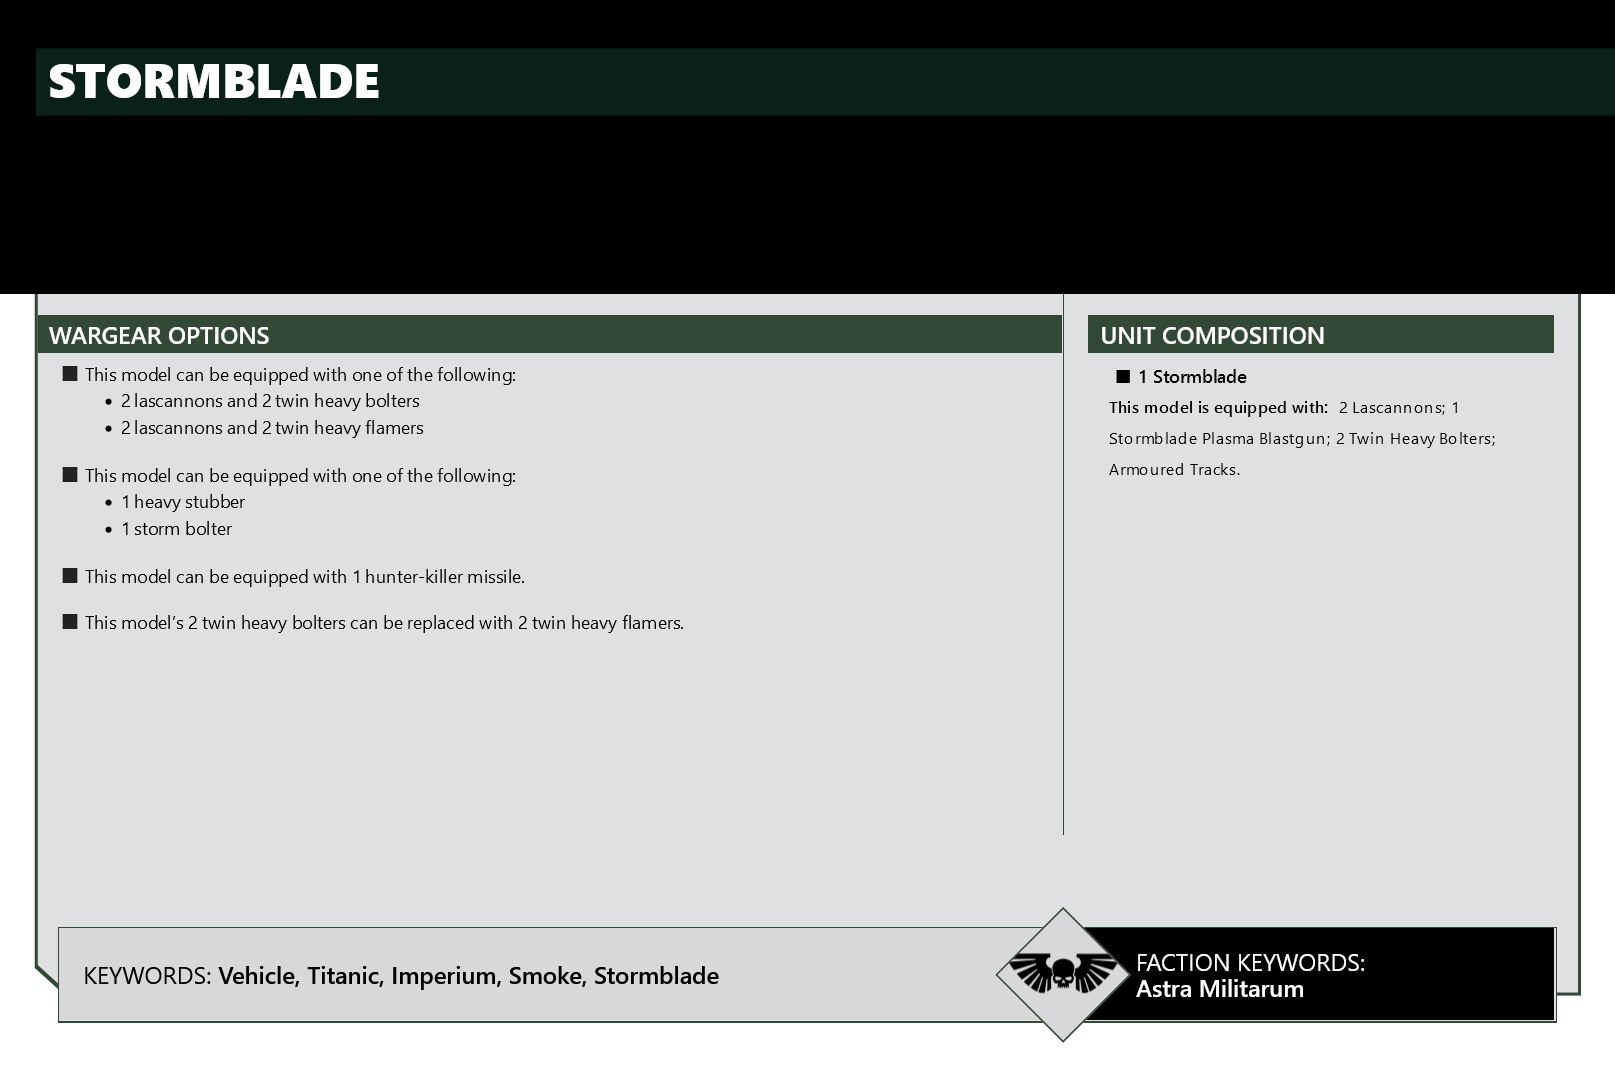 STORMBLADE
WARGEAR OPTIONS
■ This model can be equipped with one of the following:
• 2 lascannons and 2 twin heavy bolters
• 2 lascannons and 2 twin heavy flamers
■ This model can be equipped with one of the following:
• 1 heavy stubber
• 1 storm bolter
■ This model can be equipped with 1 hunter-killer missile.
■ This model’s 2 twin heavy bolters can be replaced with 2 twin heavy flamers.
UNIT COMPOSITION
■ 1 Stormblade
This model is equipped with: 2 Lascannons; 1
Stormblade Plasma Blastgun; 2 Twin Heavy Bolters;
Armoured Tracks.
KEYWORDS: Vehicle, Titanic, Imperium, Smoke, Stormblade
FACTION KEYWORDS:
Astra Militarum